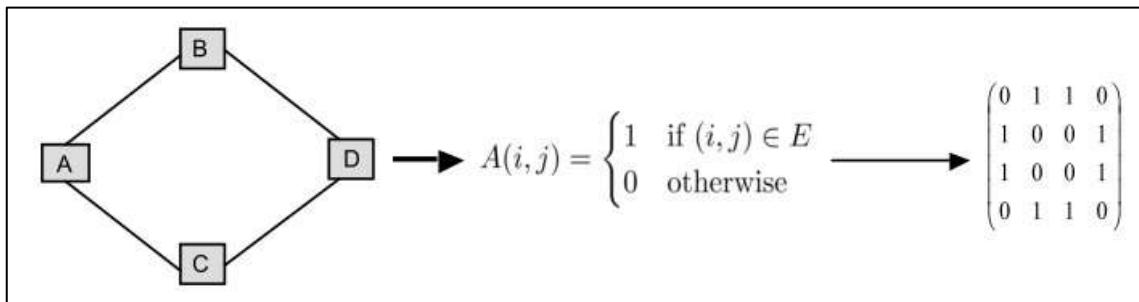 B
A
D
C
A(i, j) = {1 if (i, j) ∈ E
0 otherwise
0 1 1 0
1 0 0 1
1 0 0 1
0 1 1 0